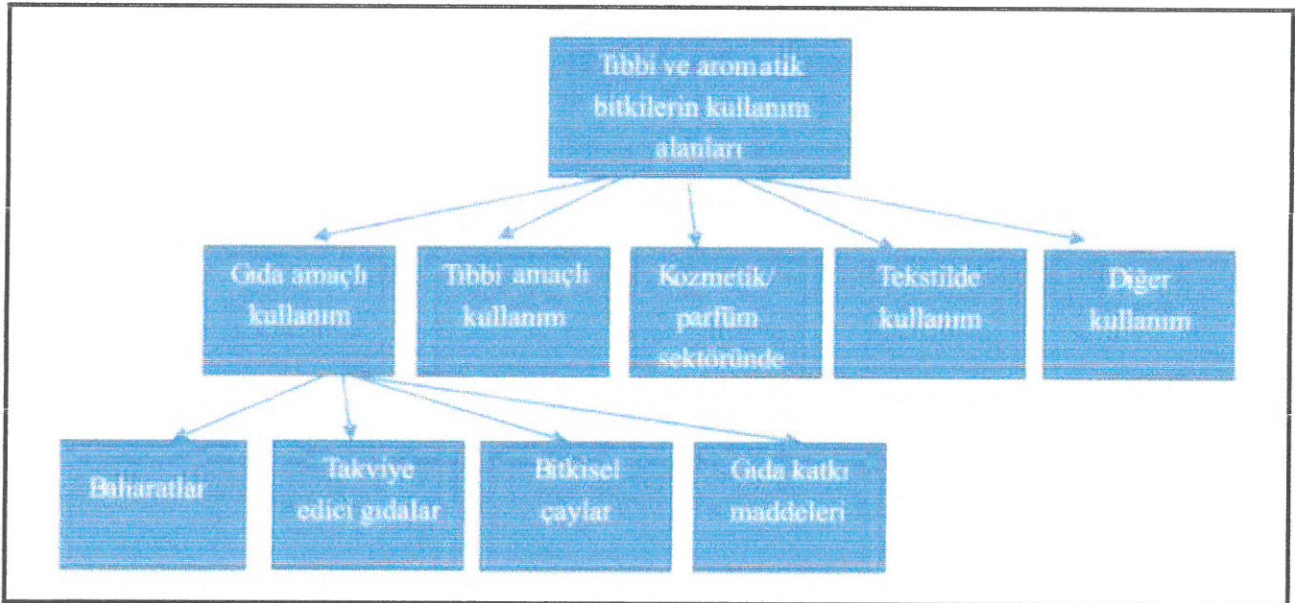 Tıbbi ve aromatik
bitkilerin kullanım
alanları
Gıda amaçlı
kullanım
Tıbbi amaçlı
kullanım
Kozmetik/
parfüm
sektöründe
Tekstilde
kullanım
Diğer
kullanım
Baharatlar
Takviye
edici gıdalar
Bitkisel
çaylar
Gıda katkı
maddeleri